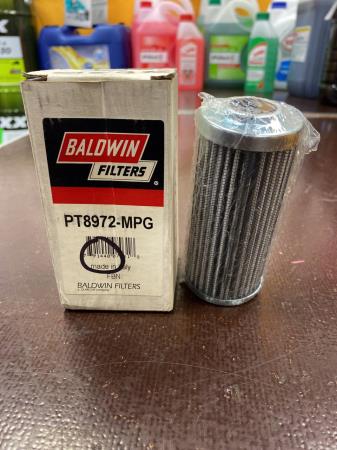 BALDWIN
FILTERS
®
PT8972-MPG
made in Italy
FBN
BALDWIN FILTERS